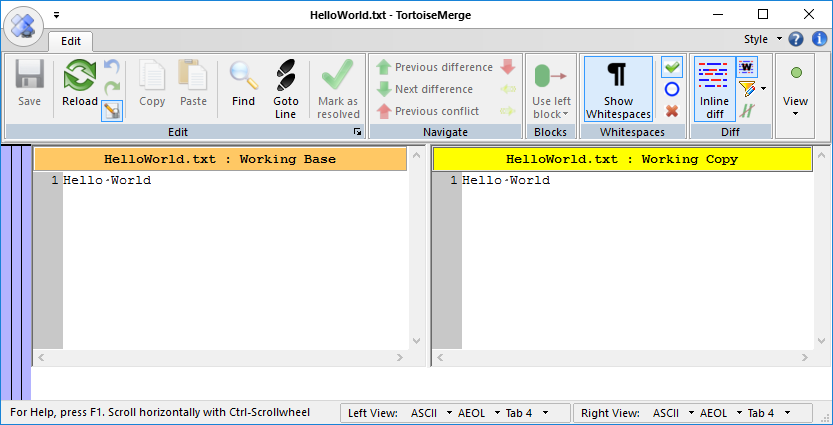 HelloWorld.txt - TortoiseMerge
Edit
Style
Save
Reload
Copy
Paste
Find
Goto
Line
Mark as
resolved
Edit
Previous difference
Next difference
Previous conflict
Navigate
Use left
block
Blocks
Show
Whitespaces
Whitespaces
Inline
diff
W
Diff
View
HelloWorld.txt : Working Base
HelloWorld.txt : Working Copy
1 Hello·World
1 Hello·World
For Help, press F1. Scroll horizontally with Ctrl-Scrollwheel
Left View: ASCII AEOL Tab 4
Right View: ASCII AEOL Tab 4